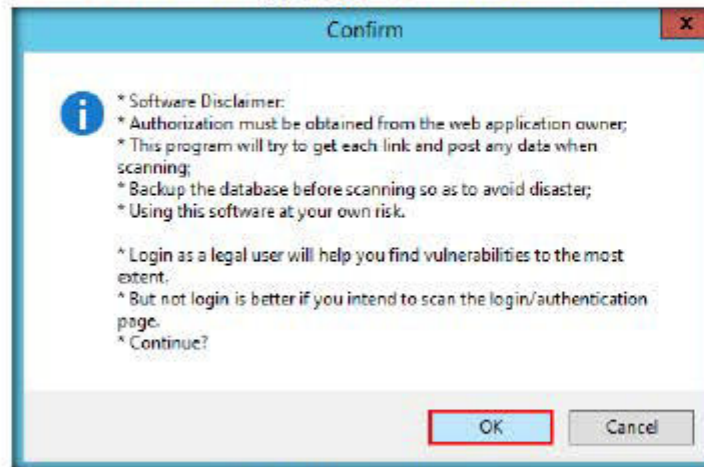 Confirm
x
* Software Disclaimer:
* Authorization must be obtained from the web application owner;
* This program will try to get each link and post any data when
scanning;
* Backup the database before scanning so as to avoid disaster;
* Using this software at your own risk.
* Login as a legal user will help you find vulnerabilities to the most
extent.
* But not login is better if you intend to scan the login/authentication
page.
* Continue?
OK
Cancel